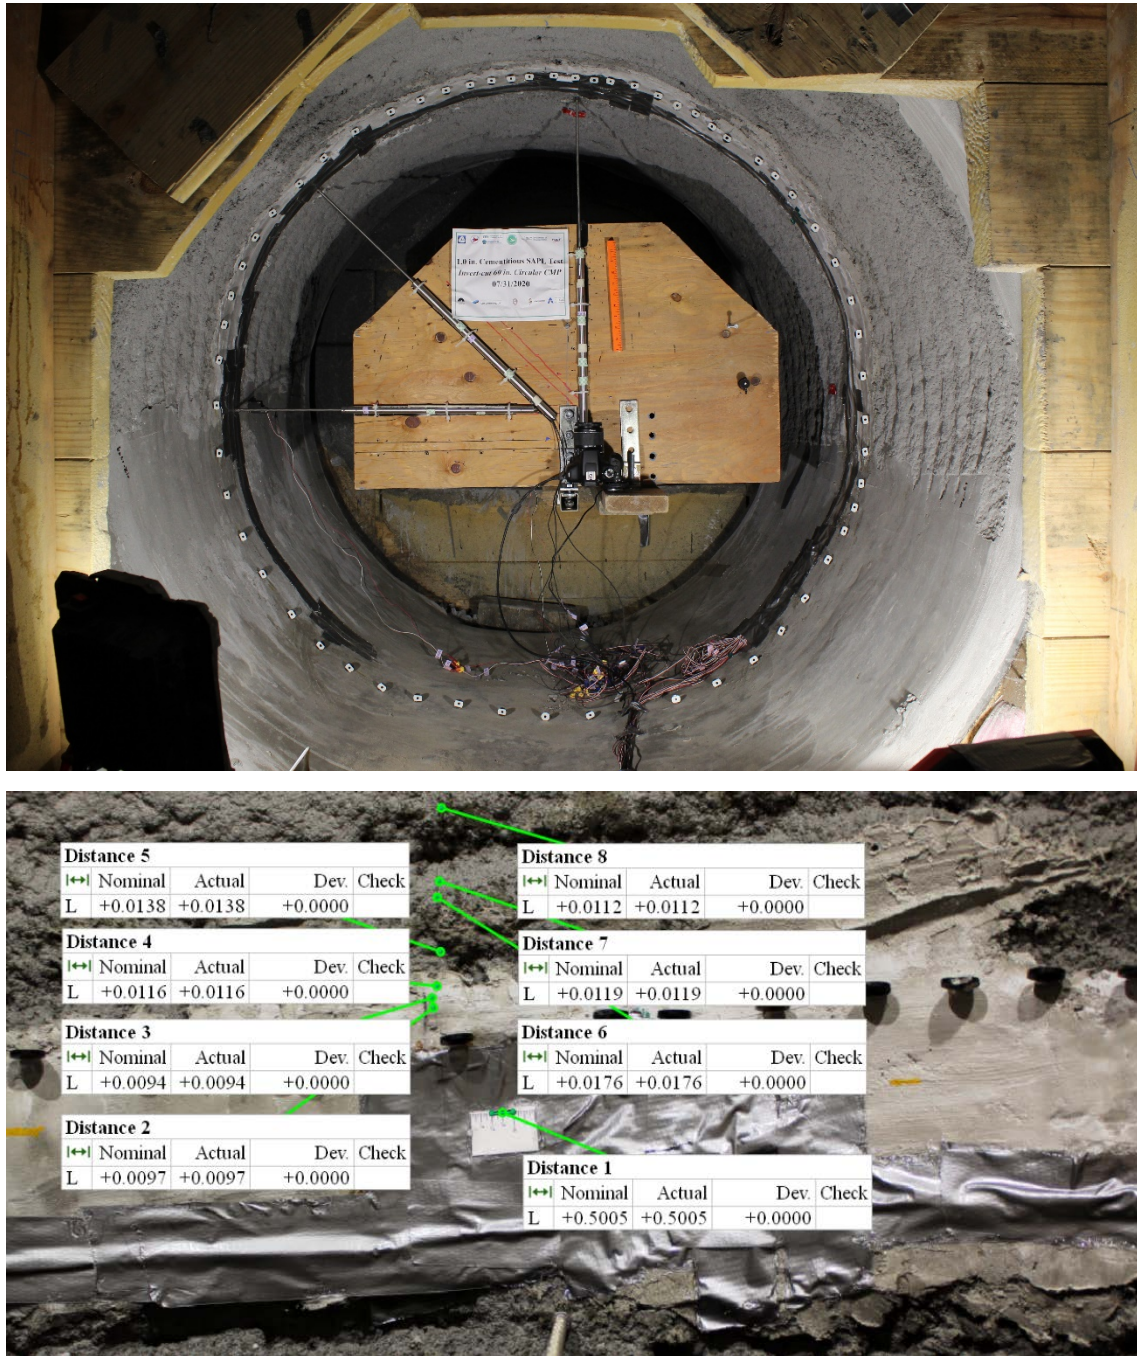 1.0 in. Cementitious SAPL Test
Invert-cut 60 in. Circular CMP
07/31/2020
Distance 5
Nominal Actual Dev. Check
L +0.0138 +0.0138 +0.0000
Distance 4
Nominal Actual Dev. Check
L +0.0116 +0.0116 +0.0000
Distance 3
Nominal Actual Dev. Check
L +0.0094 +0.0094 +0.0000
Distance 2
Nominal Actual Dev. Check
L +0.0097 +0.0097 +0.0000
Distance 8
Nominal Actual Dev. Check
L +0.0112 +0.0112 +0.0000
Distance 7
Nominal Actual Dev. Check
L +0.0119 +0.0119 +0.0000
Distance 6
Nominal Actual Dev. Check
L +0.0176 +0.0176 +0.0000
Distance 1
Nominal Actual Dev. Check
L +0.5005 +0.5005 +0.0000